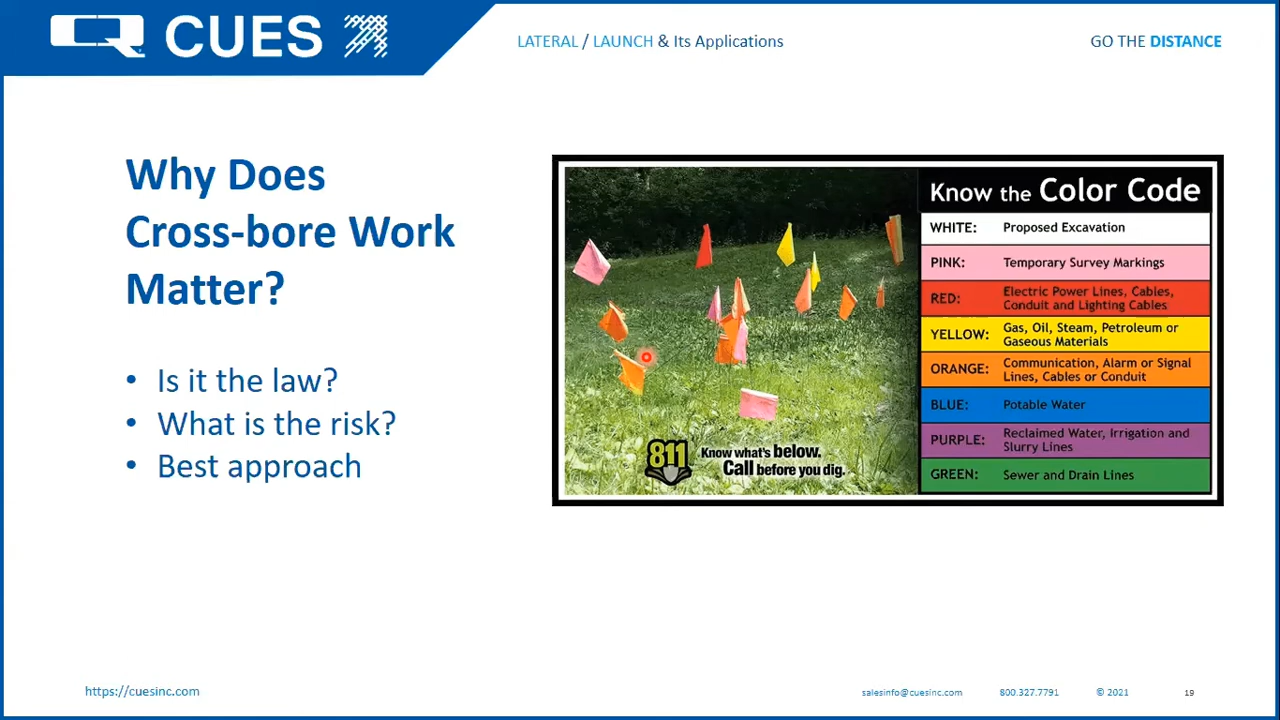 CUES
LATERAL / LAUNCH & Its Applications
GO THE DISTANCE
Why Does
Cross-bore Work
Matter?
• Is it the law?
• What is the risk?
• Best approach
811
Know what's below.
Call before you dig.
Know the Color Code
WHITE: Proposed Excavation
PINK: Temporary Survey Markings
RED: Electric Power Lines, Cables,
Conduit and Lighting Cables
YELLOW: Gas, Oil, Steam, Petroleum or
Gaseous Materials
ORANGE: Communication, Alarm or Signal
Lines, Cables or Conduit
BLUE: Potable Water
PURPLE: Reclaimed Water, Irrigation and
Slurry Lines
GREEN: Sewer and Drain Lines
https://cuesinc.com
salesinfo@cuesinc.com
800.327.7791
© 2021
19